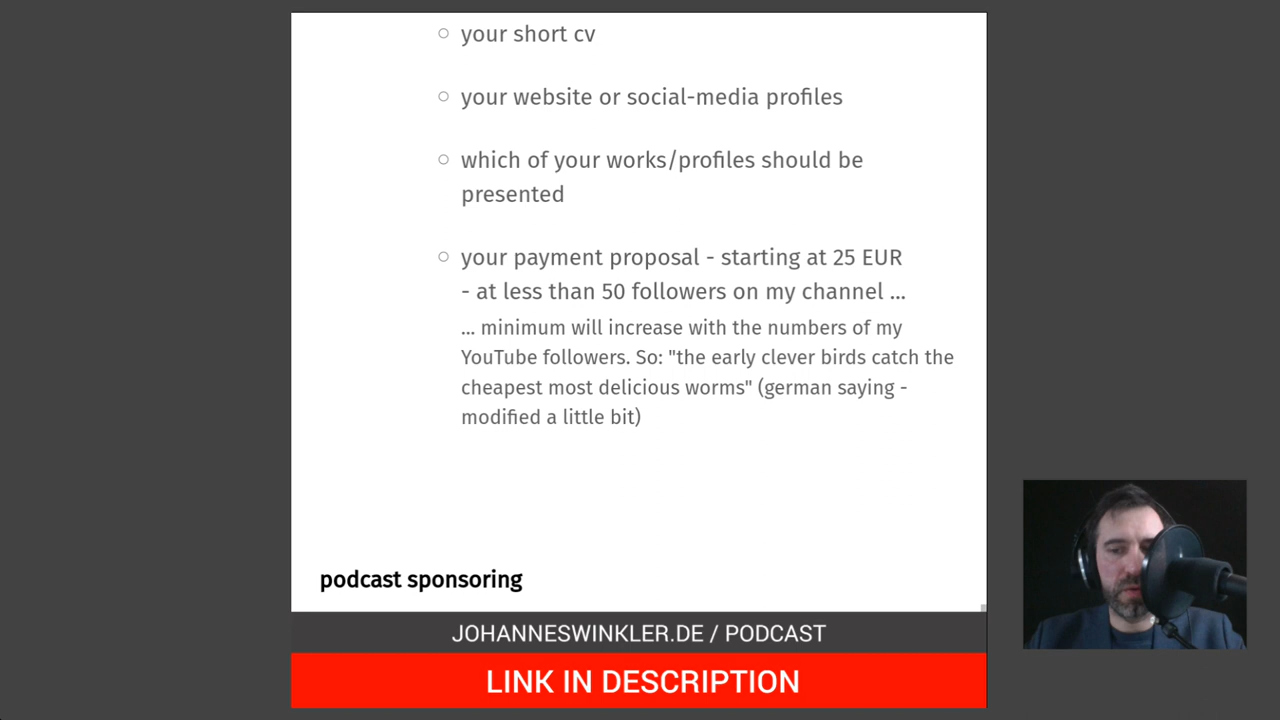 your short cv
your website or social-media profiles
which of your works/profiles should be
presented
your payment proposal - starting at 25 EUR
- at less than 50 followers on my channel ...
... minimum will increase with the numbers of my
YouTube followers. So: "the early clever birds catch the
cheapest most delicious worms" (german saying -
modified a little bit)
podcast sponsoring
JOHANNESWINKLER.DE / PODCAST
LINK IN DESCRIPTION